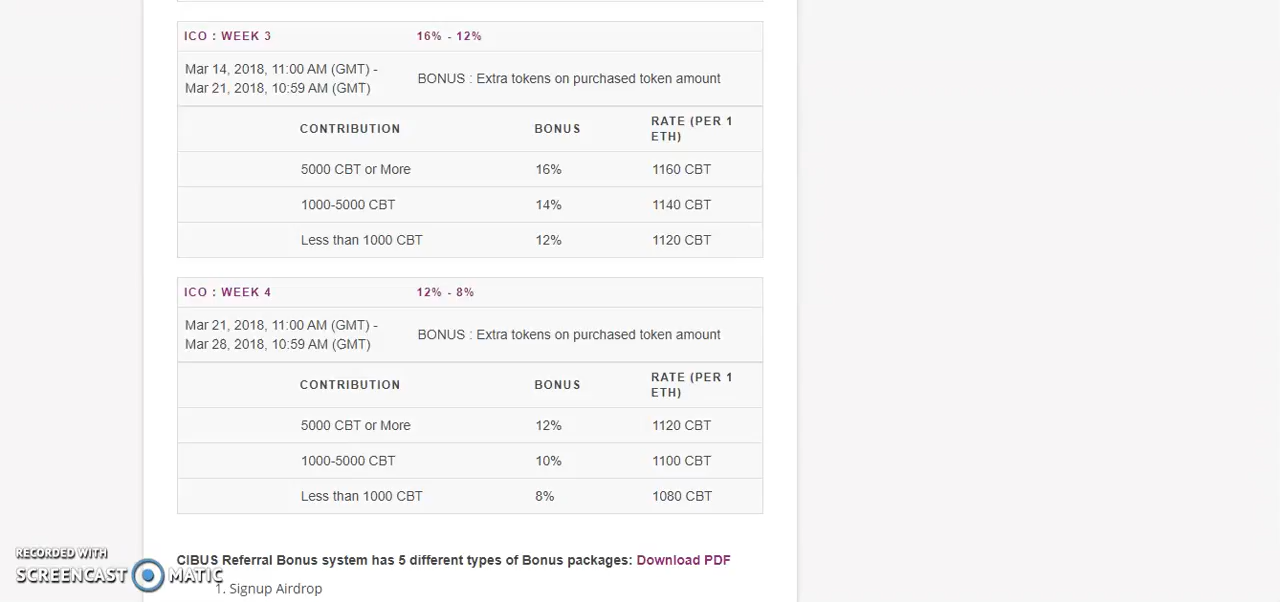 ICO : WEEK 3 16% - 12%
Mar 14, 2018, 11:00 AM (GMT) -
Mar 21, 2018, 10:59 AM (GMT)
BONUS : Extra tokens on purchased token amount
CONTRIBUTION BONUS RATE (PER 1
ETH)
5000 CBT or More 16% 1160 CBT
1000-5000 CBT 14% 1140 CBT
Less than 1000 CBT 12% 1120 CBT
ICO : WEEK 4 12% - 8%
Mar 21, 2018, 11:00 AM (GMT) -
Mar 28, 2018, 10:59 AM (GMT)
BONUS : Extra tokens on purchased token amount
CONTRIBUTION BONUS RATE (PER 1
ETH)
5000 CBT or More 12% 1120 CBT
1000-5000 CBT 10% 1100 CBT
Less than 1000 CBT 8% 1080 CBT
CIBUS Referral Bonus system has 5 different types of Bonus packages: Download PDF
1. Signup Airdrop
RECORDED WITH
SCREENCAST MATIC